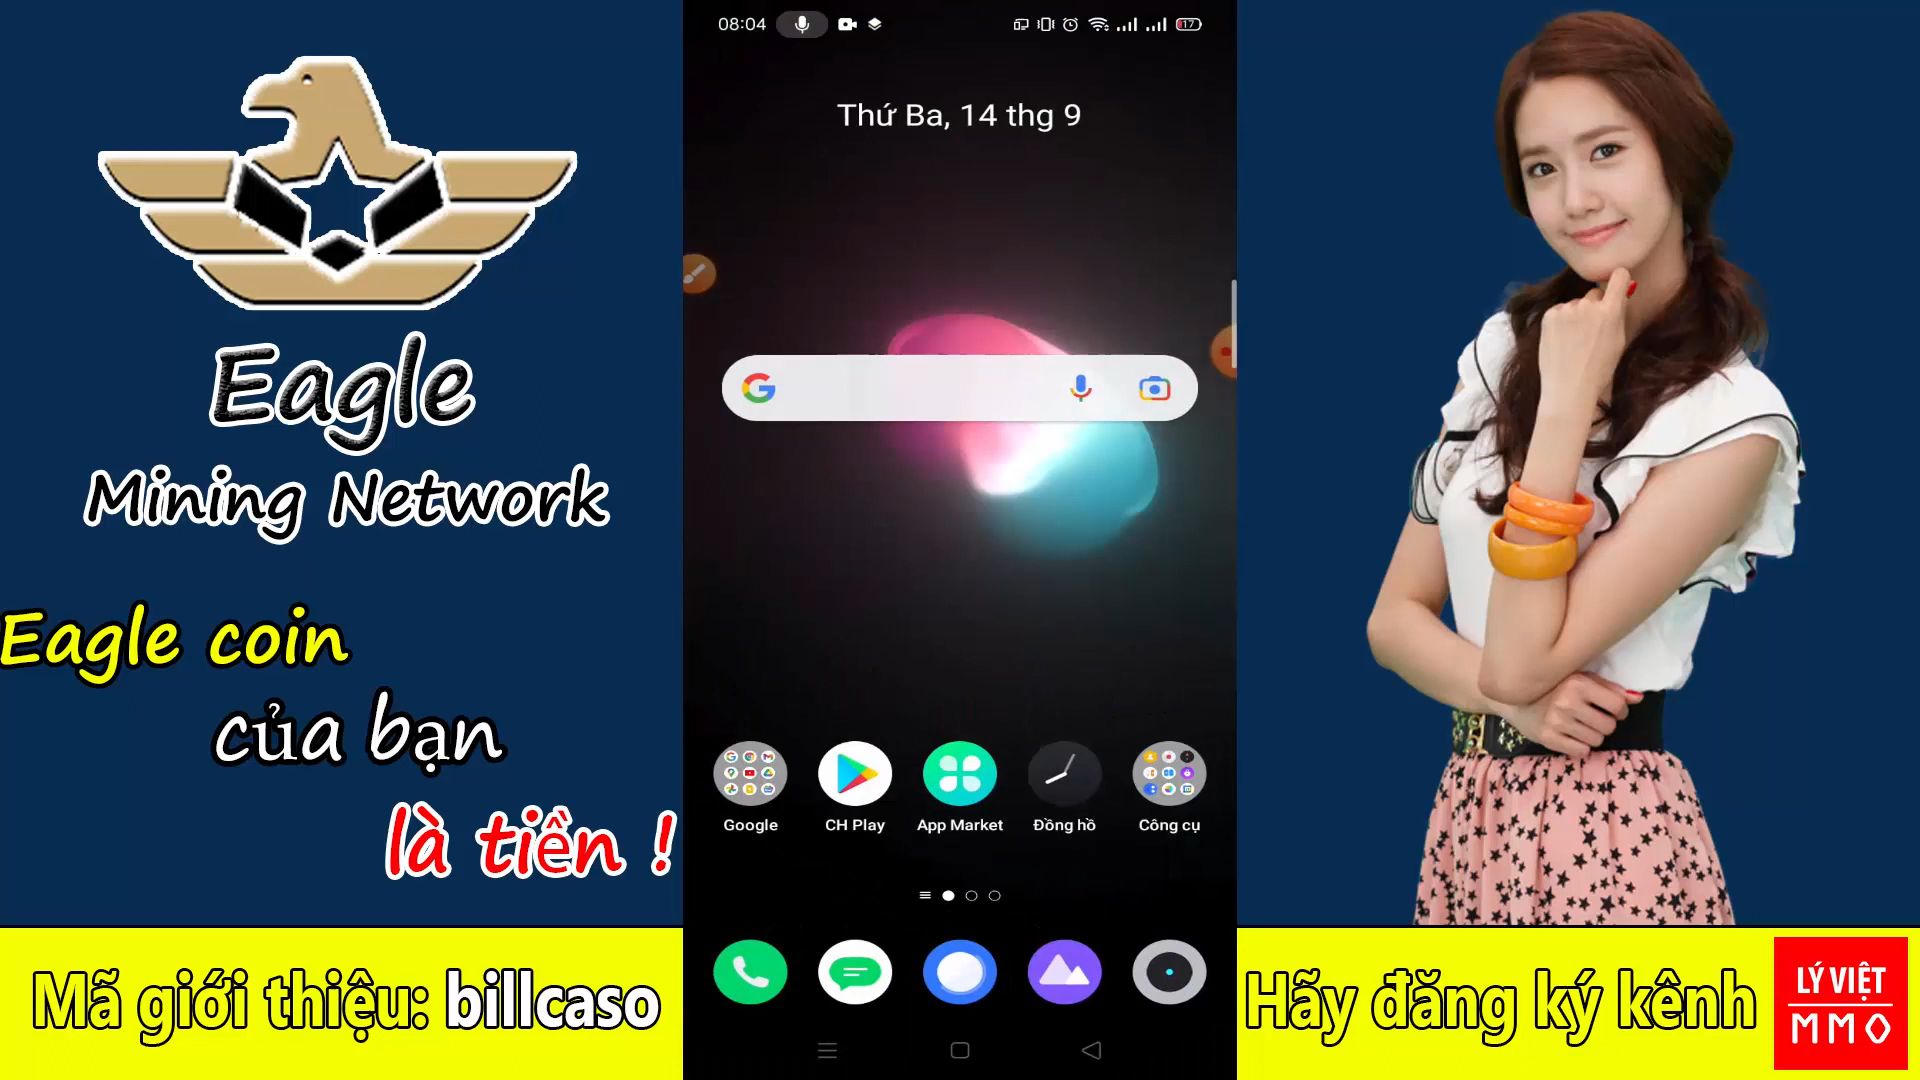 Eagle
Mining Network
Eagle coin
của bạn
là tiền !
Mã giới thiệu: billcaso
08:04
17
Thứ Ba, 14 thg 9
Google
CH Play
App Market
Đồng hồ
Công cụ
Hãy đăng ký kênh
LÝ VIỆT
MMO